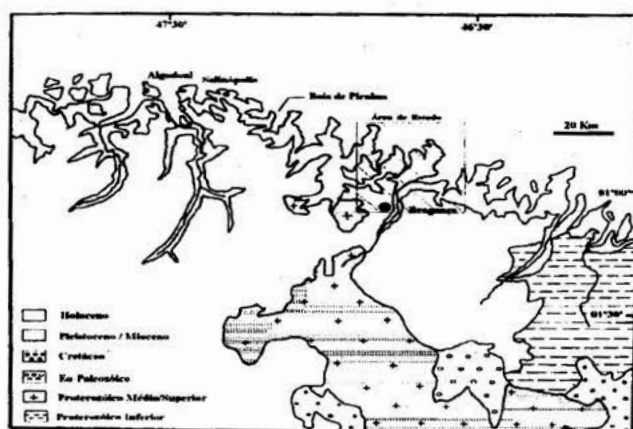 47°30'
46°30'
Algodoal
Salinópolis
Baía de Pirabas
Área de Estudo
20 Km
01°00'
Bragança
01°30'
Holoceno
Pleistoceno / Mioceno
Cretáceo
Eo Paleozóico
Proterozóico Médio/Superior
Proterozóico Inferior